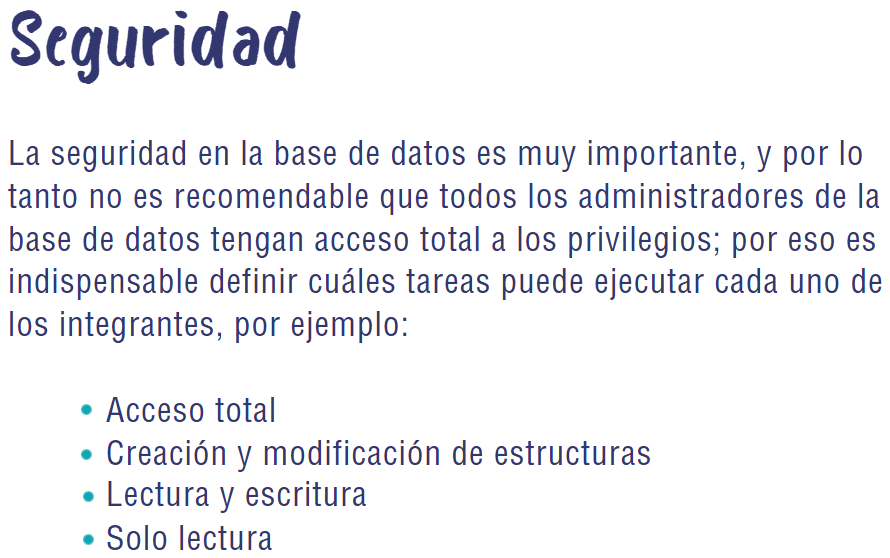 Seguridad
La seguridad en la base de datos es muy importante, y por lo
tanto no es recomendable que todos los administradores de la
base de datos tengan acceso total a los privilegios; por eso es
indispensable definir cuáles tareas puede ejecutar cada uno de
los integrantes, por ejemplo:
• Acceso total
• Creación y modificación de estructuras
• Lectura y escritura
• Solo lectura